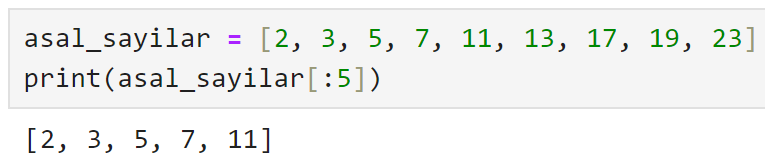 asal_sayilar = [2, 3, 5, 7, 11, 13, 17, 19, 23]
print(asal_sayilar[:5])
[2, 3, 5, 7, 11]